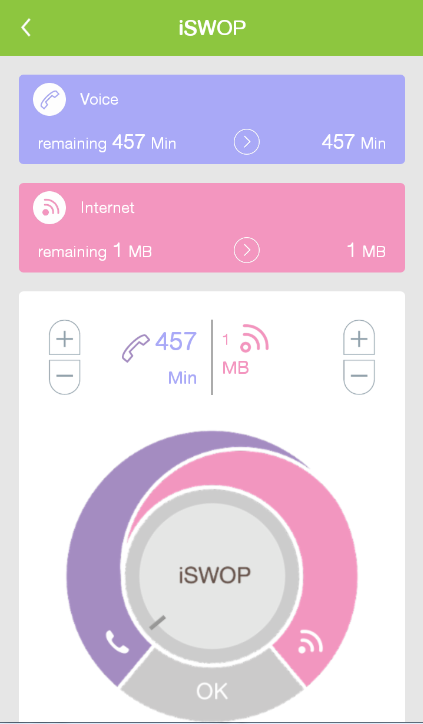 iSWOP
Voice
remaining 457 Min 457 Min
Internet
remaining 1 MB 1 MB
457 1
Min MB
iSWOP
OK